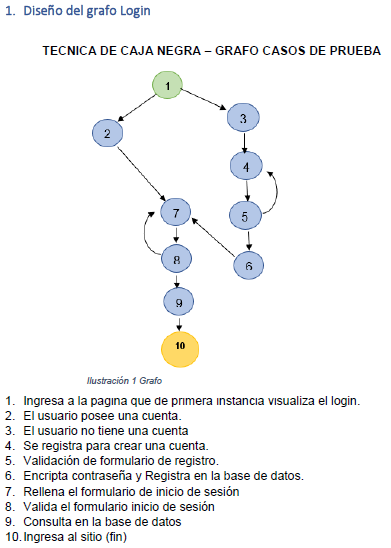 1. Diseño del grafo Login
TECNICA DE CAJA NEGRA – GRAFO CASOS DE PRUEBA
1
3
2
4
7
5
8
6
9
10
Ilustración 1 Grafo
1. Ingresa a la pagina que de primera instancia visualiza el login.
2. El usuario posee una cuenta.
3. El usuario no tiene una cuenta
4. Se registra para crear una cuenta.
5. Validación de formulario de registro.
6. Encripta contraseña y Registra en la base de datos.
7. Rellena el formulario de inicio de sesión
8. Valida el formulario inicio de sesión
9. Consulta en la base de datos
10. Ingresa al sitio (fin)